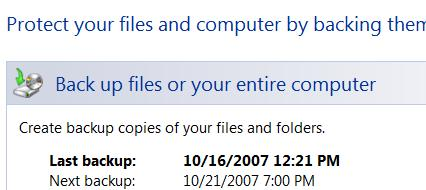 Protect your files and computer by backing them
Back up files or your entire computer
Create backup copies of your files and folders.
Last backup: 10/16/2007 12:21 PM
Next backup: 10/21/2007 7:00 PM